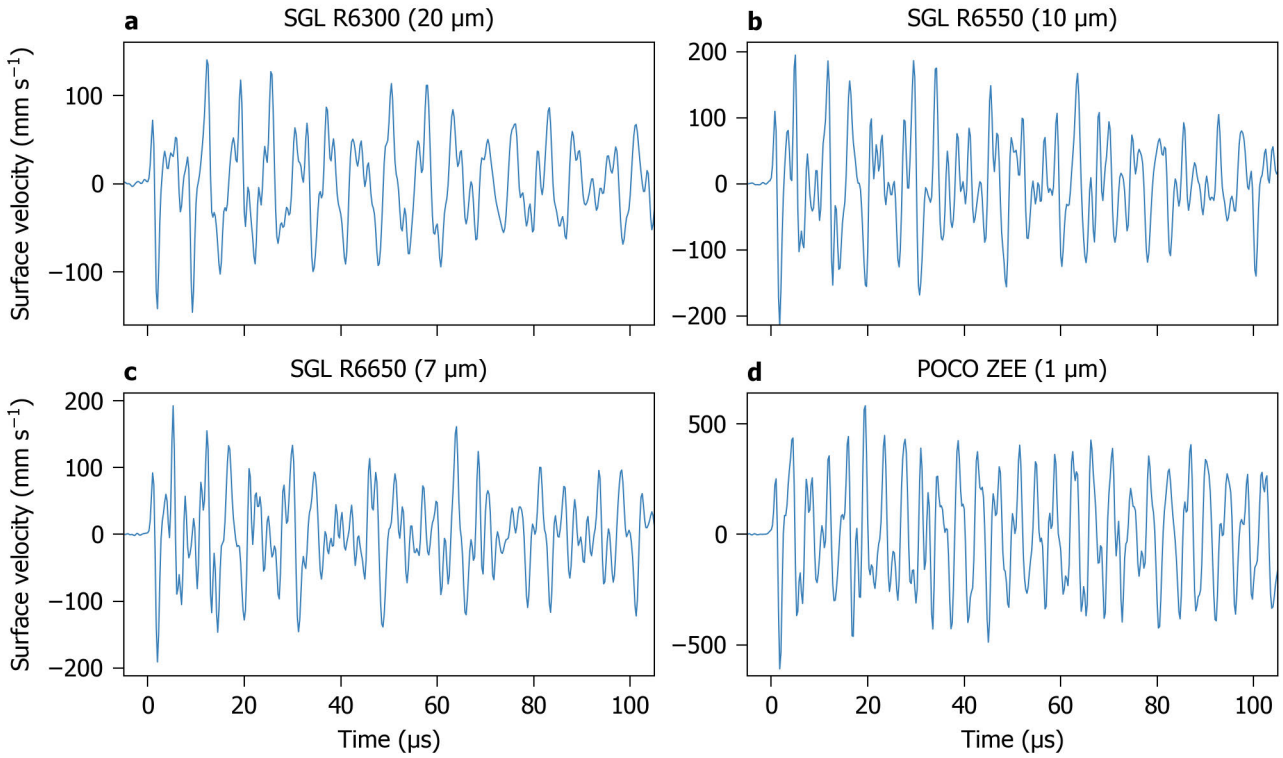 a SGL R6300 (20 µm)
b SGL R6550 (10 µm)
Surface velocity (mm s⁻¹)
100
0
−100
200
100
0
−100
−200
c SGL R6650 (7 µm)
d POCO ZEE (1 µm)
Surface velocity (mm s⁻¹)
200
100
0
−100
−200
500
0
−500
0 20 40 60 80 100
0 20 40 60 80 100
Time (µs)
Time (µs)